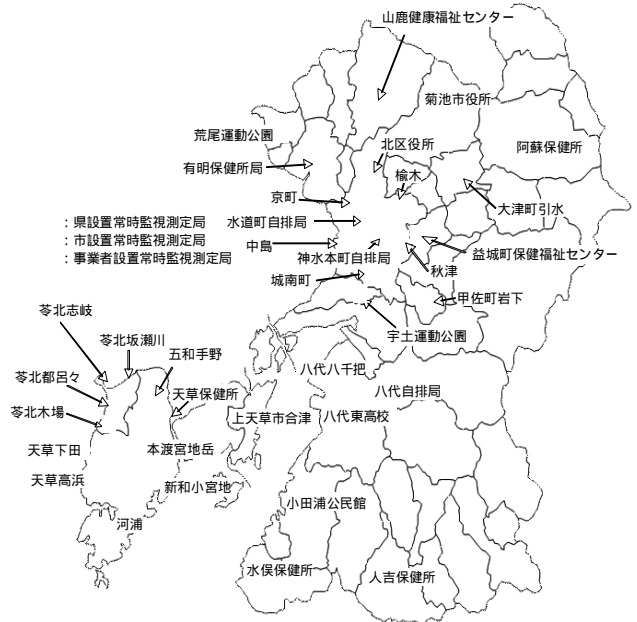 山鹿健康福祉センター
菊池市役所
荒尾運動公園
北区役所
阿蘇保健所
有明保健所局
楡木
京町
大津町引水
水道町自排局
:県設置常時監視測定局
:市設置常時監視測定局
:事業者設置常時監視測定局
中島
神水本町自排局
秋津
益城町保健福祉センター
城南町
甲佐町岩下
宇土運動公園
苓北志岐
苓北坂瀬川
五和手野
苓北都呂々
天草保健所
苓北木場
八代八千把
八代自排局
上天草市合津
八代東高校
天草下田
本渡宮地岳
天草高浜
新和小宮地
小田浦公民館
河浦
水俣保健所
人吉保健所